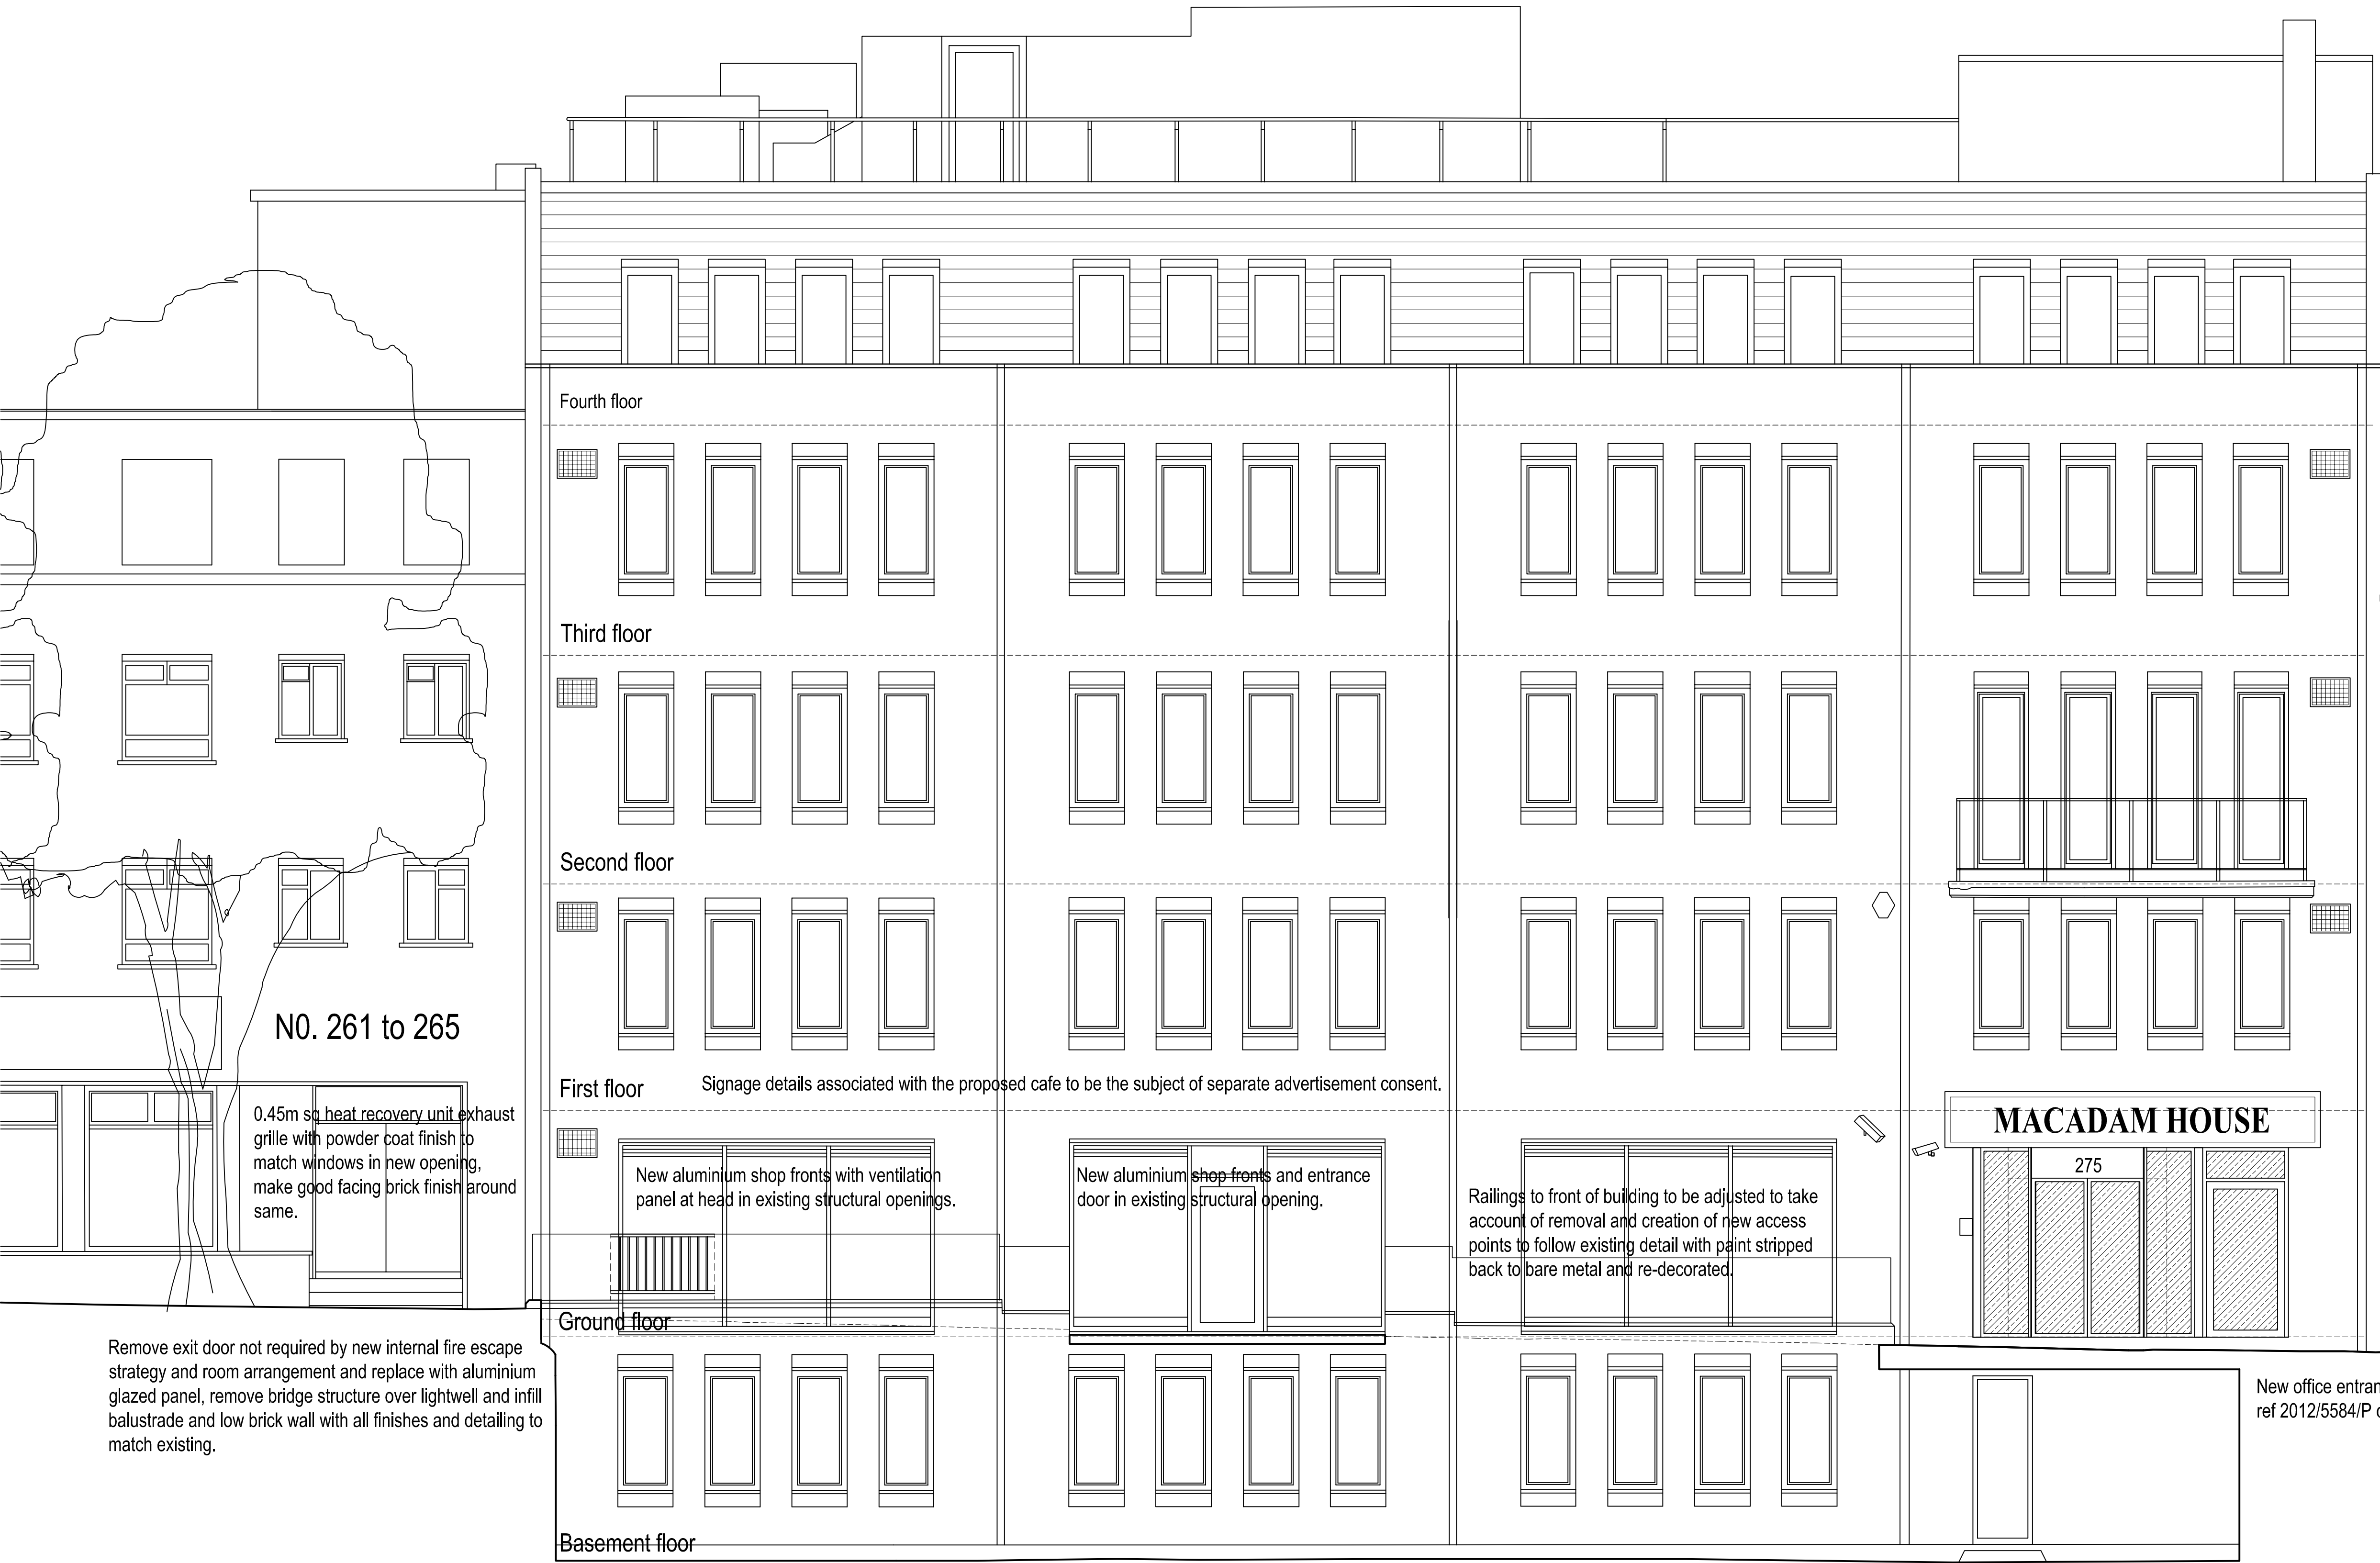 Fourth floor
Third floor
Second floor
N0. 261 to 265
First floor
Signage details associated with the proposed cafe to be the subject of separate advertisement consent.
0.45m sq heat recovery unit exhaust
grille with powder coat finish to
match windows in new opening,
make good facing brick finish around
same.
MACADAM HOUSE
275
New aluminium shop fronts with ventilation
panel at head in existing structural openings.
New aluminium shop fronts and entrance
door in existing structural opening.
Railings to front of building to be adjusted to take
account of removal and creation of new access
points to follow existing detail with paint stripped
back to bare metal and re-decorated.
Ground floor
Remove exit door not required by new internal fire escape
strategy and room arrangement and replace with aluminium
glazed panel, remove bridge structure over lightwell and infill
balustrade and low brick wall with all finishes and detailing to
match existing.
New office
ref 2012/5584/P
Basement floor